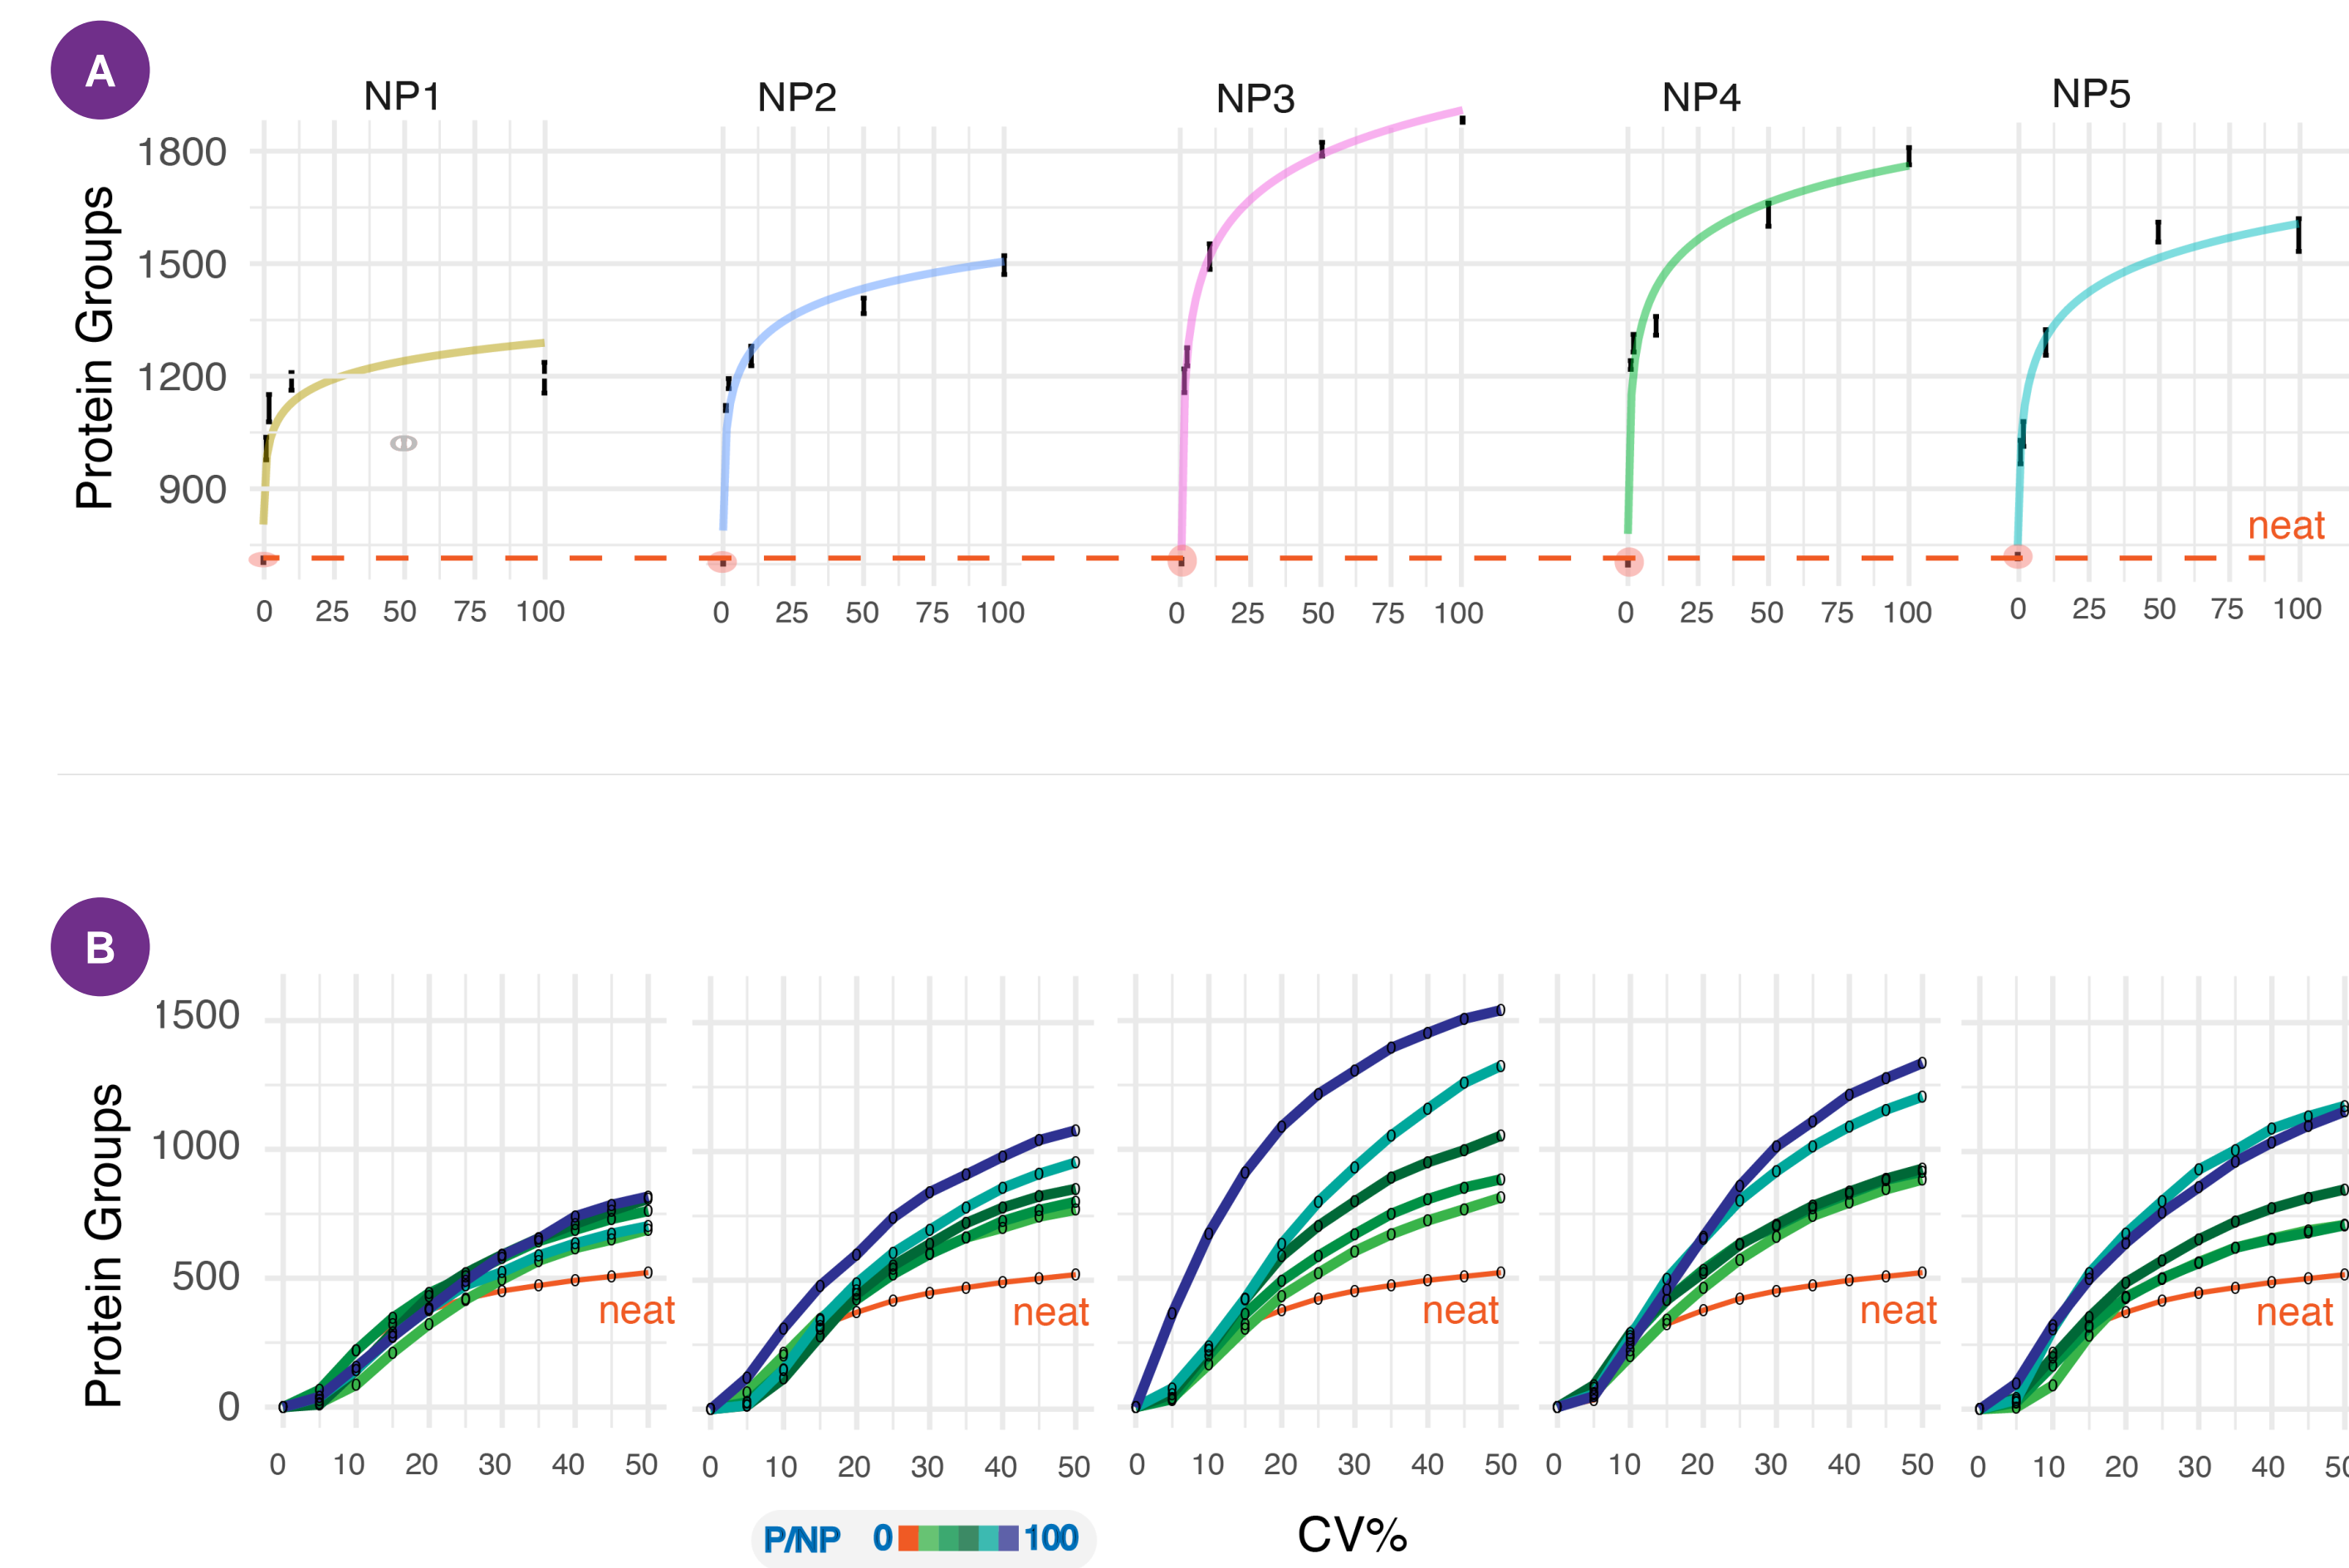 A
NP1 NP2 NP3 NP4 NP5
1800
1500
1200
900
Protein Groups
neat
0 25 50 75 100 0 25 50 75 100 0 25 50 75 100 0 25 50 75 100 0 25 50 75 100
B
1500
1000
500
0
Protein Groups
neat neat neat neat neat
0 10 20 30 40 50 0 10 20 30 40 50 0 10 20 30 40 50 0 10 20 30 40 50 0 10 20 30 40
P/NP 0 100
CV%